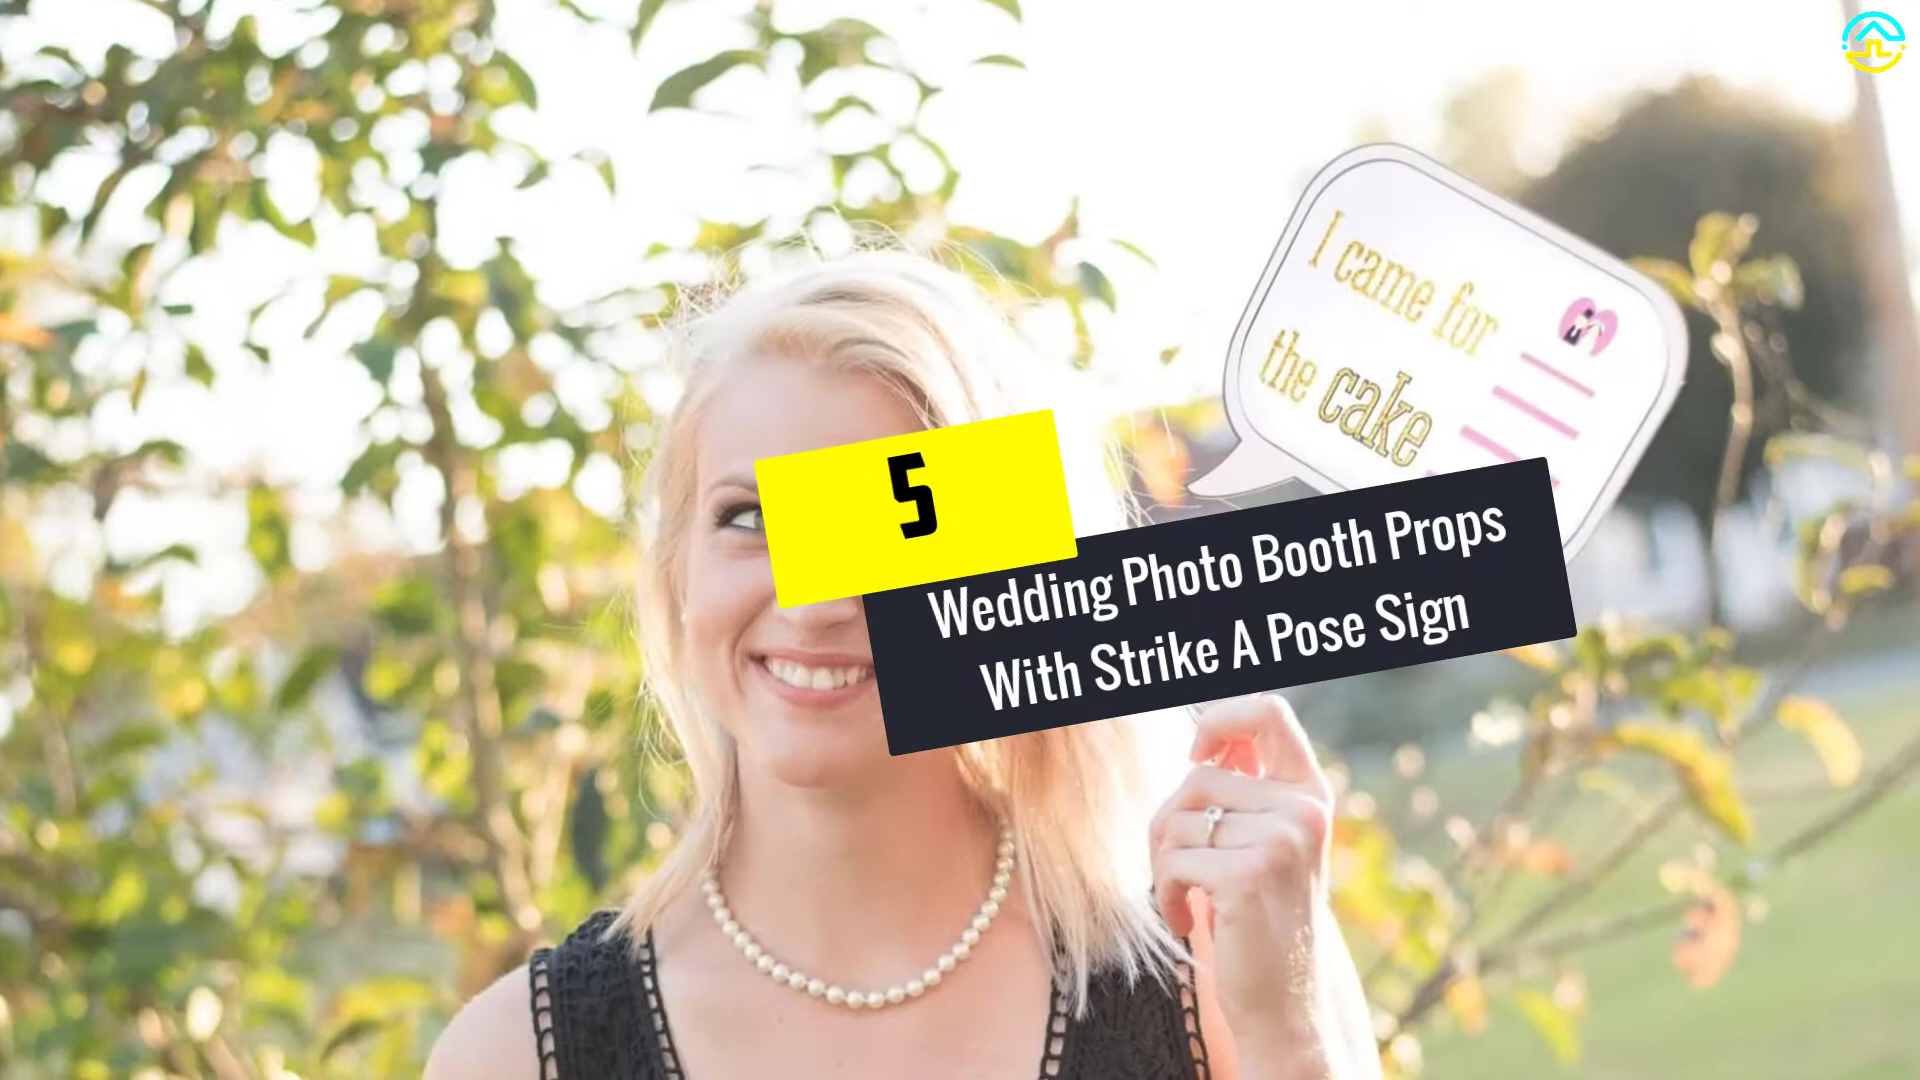 I came for
the cake
5
Wedding Photo Booth Props
With Strike A Pose Sign